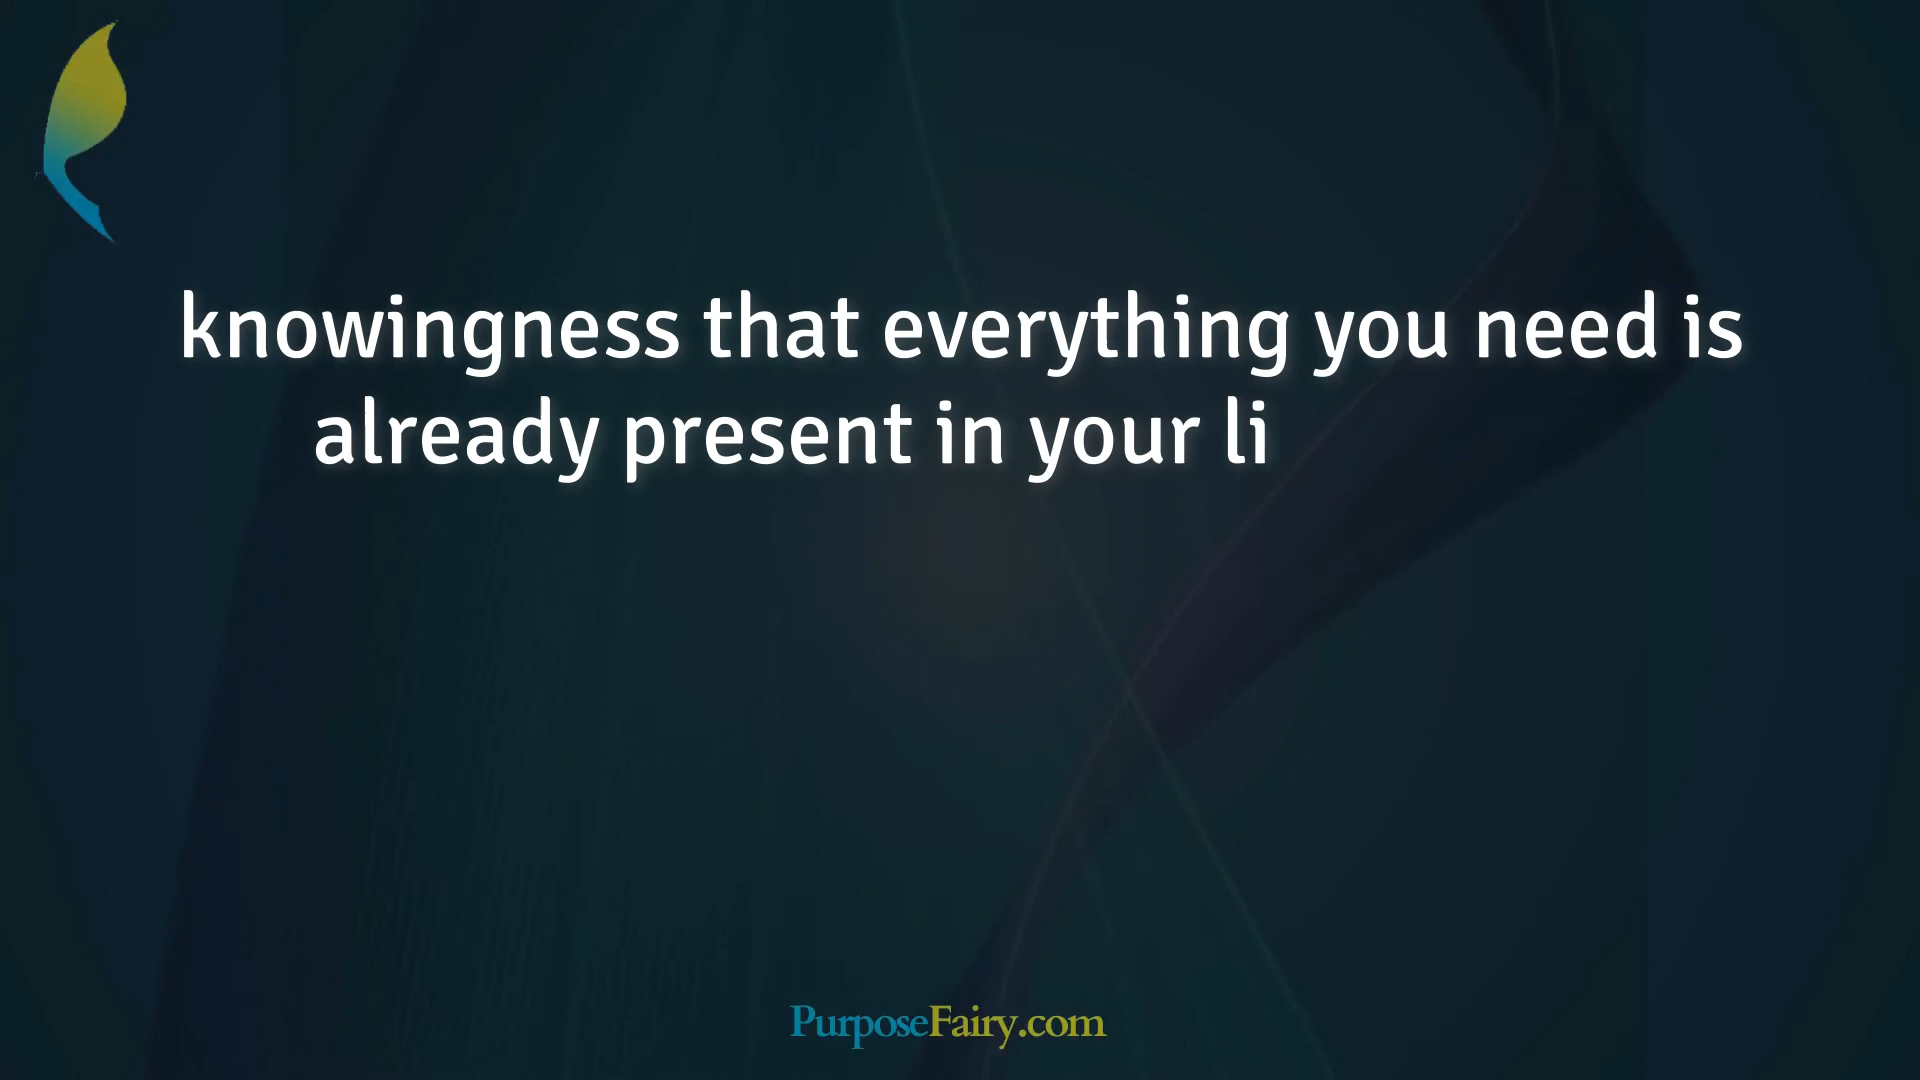 knowingness that everything you need is
already present in your li
PurposeFairy.com